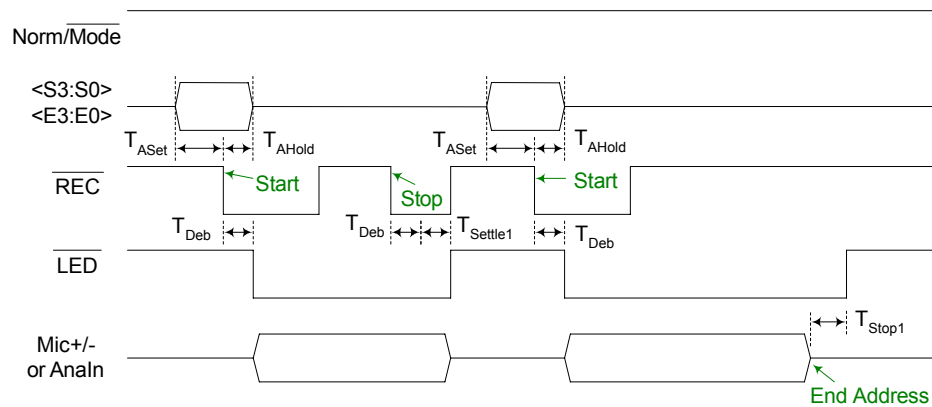 Norm/Mode
<S3:S0>
<E3:E0>
TASet
TAHold
TASet
TAHold
REC
Start
Stop
Start
TDeb
TDeb
TSettle1
TDeb
LED
TStop1
Mic+/-
or AnaIn
End Address